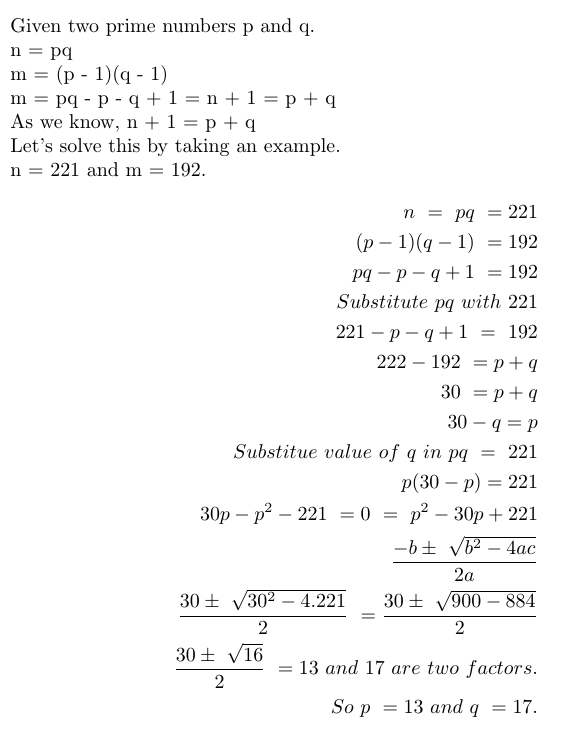 Given two prime numbers p and q.
n = pq
m = (p - 1)(q - 1)
m = pq - p - q + 1 = n + 1 = p + q
As we know, n + 1 = p + q
Let's solve this by taking an example.
n = 221 and m = 192.
n = pq = 221
(p − 1)(q − 1) = 192
pq − p − q + 1 = 192
Substitute pq with 221
221 − p − q + 1 = 192
222 − 192 = p + q
30 = p + q
30 − q = p
Substitue value of q in pq = 221
p(30 − p) = 221
30p − p² − 221 = 0 = p² − 30p + 221
(−b ± √(b² − 4ac)) / 2a
(30 ± √(30² − 4.221)) / 2 = (30 ± √(900 − 884)) / 2
(30 ± √16) / 2 = 13 and 17 are two factors.
So p = 13 and q = 17.